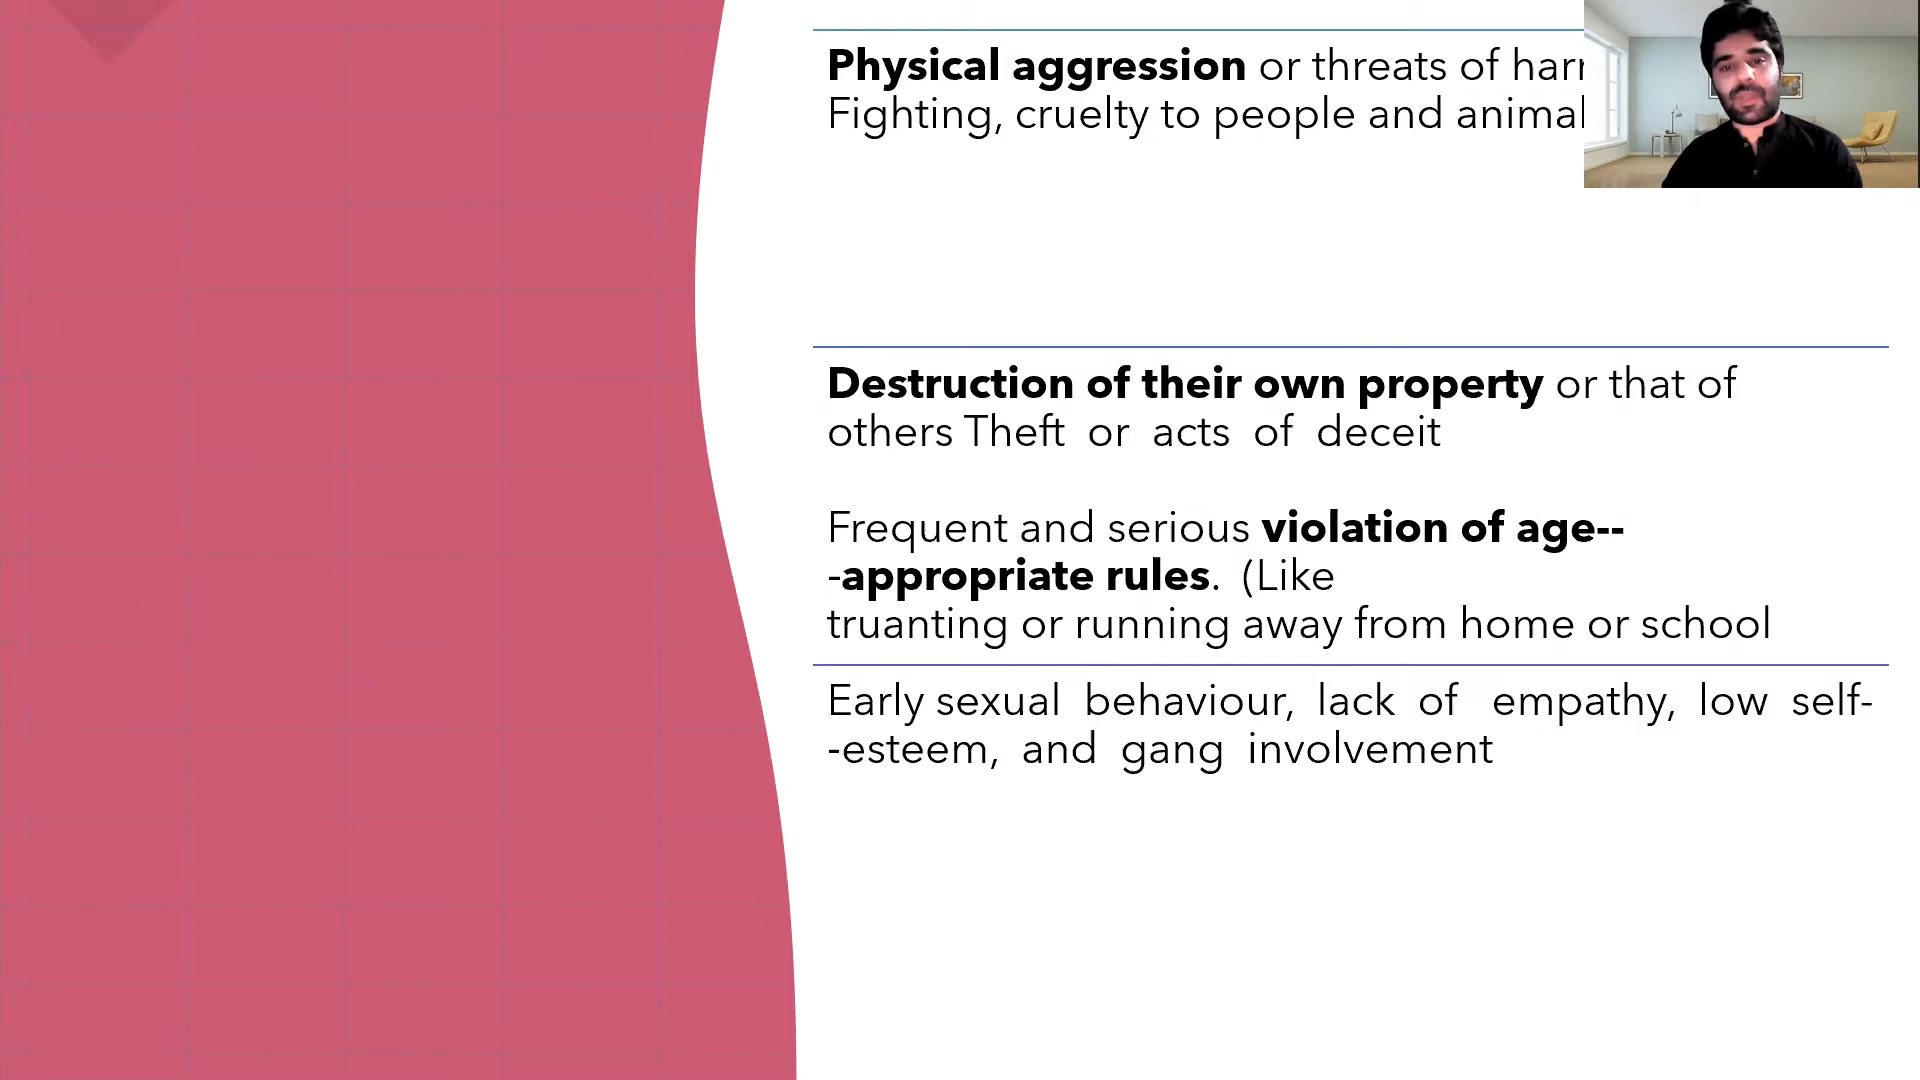 Physical aggression or threats of
Fighting, cruelty to people and
Destruction of their own property or that of
others Theft or acts of deceit
Frequent and serious violation of age--
-appropriate rules. (Like
truanting or running away from home or school
Early sexual behaviour, lack of empathy, low self-
-esteem, and gang involvement